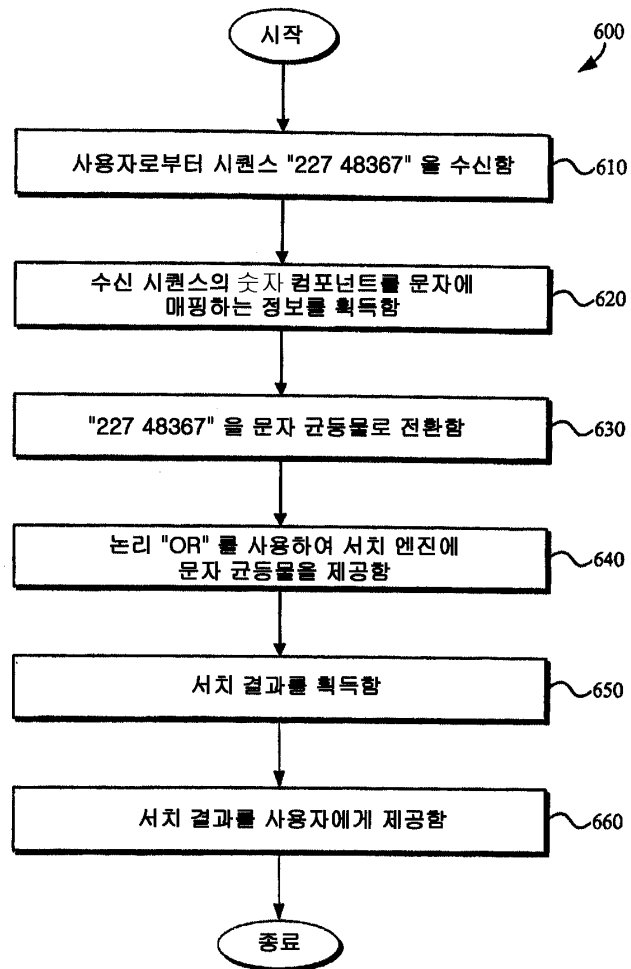 시작
600
사용자로부터 시퀀스 "227 48367" 을 수신함
610
수신 시퀀스의 숫자 컴포넌트를 문자에
매핑하는 정보를 획득함
620
"227 48367" 을 문자 균등물로 전환함
630
논리 "OR" 를 사용하여 서치 엔진에
문자 균등물을 제공함
640
서치 결과를 획득함
650
서치 결과를 사용자에게 제공함
660
종료